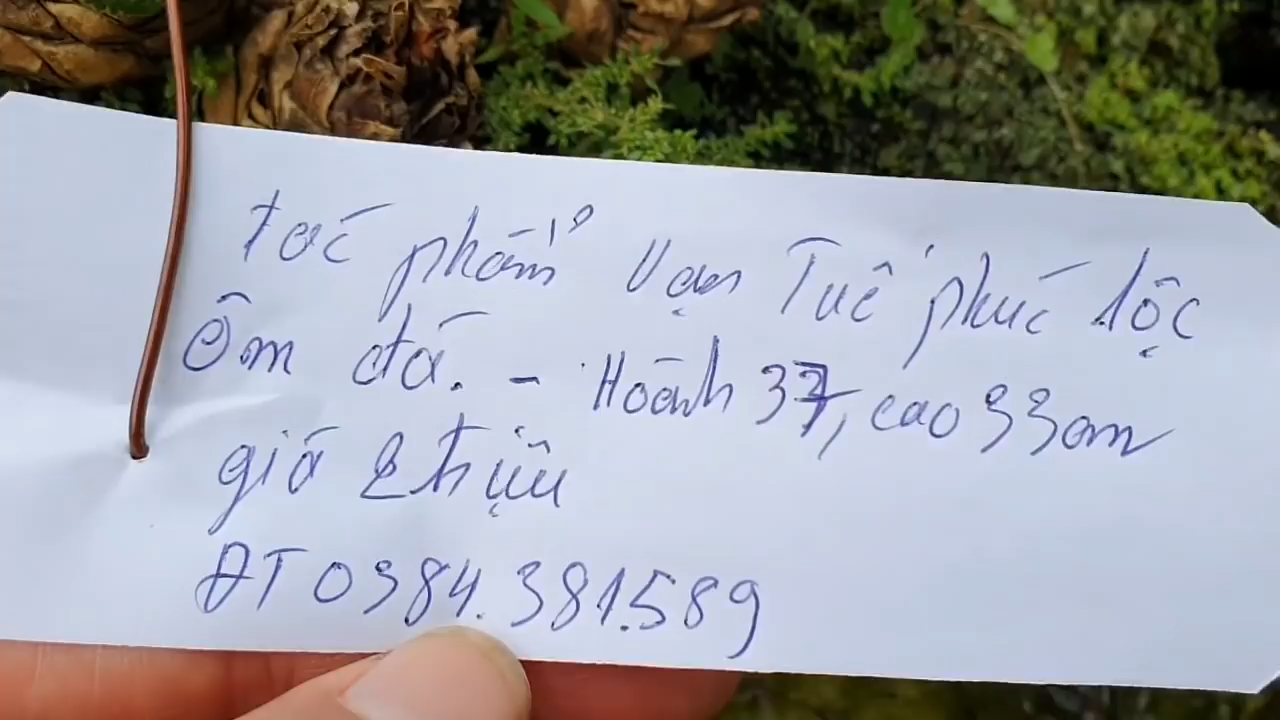 tác phẩm Vạn Tuế phúc lộc
Ôm đá. - Hoành 37, cao 33cm
giá 2 triệu
ĐT 0384.381.589